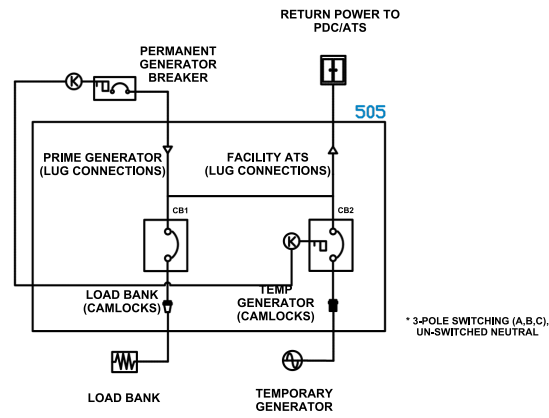 RETURN POWER TO
PDC/ATS
PERMANENT
GENERATOR
BREAKER
K
505
PRIME GENERATOR
(LUG CONNECTIONS)
FACILITY ATS
(LUG CONNECTIONS)
CB1
CB2
K
LOAD BANK
(CAMLOCKS)
TEMP
GENERATOR
(CAMLOCKS)
* 3-POLE SWITCHING (A,B,C),
UN-SWITCHED NEUTRAL
LOAD BANK
TEMPORARY
GENERATOR